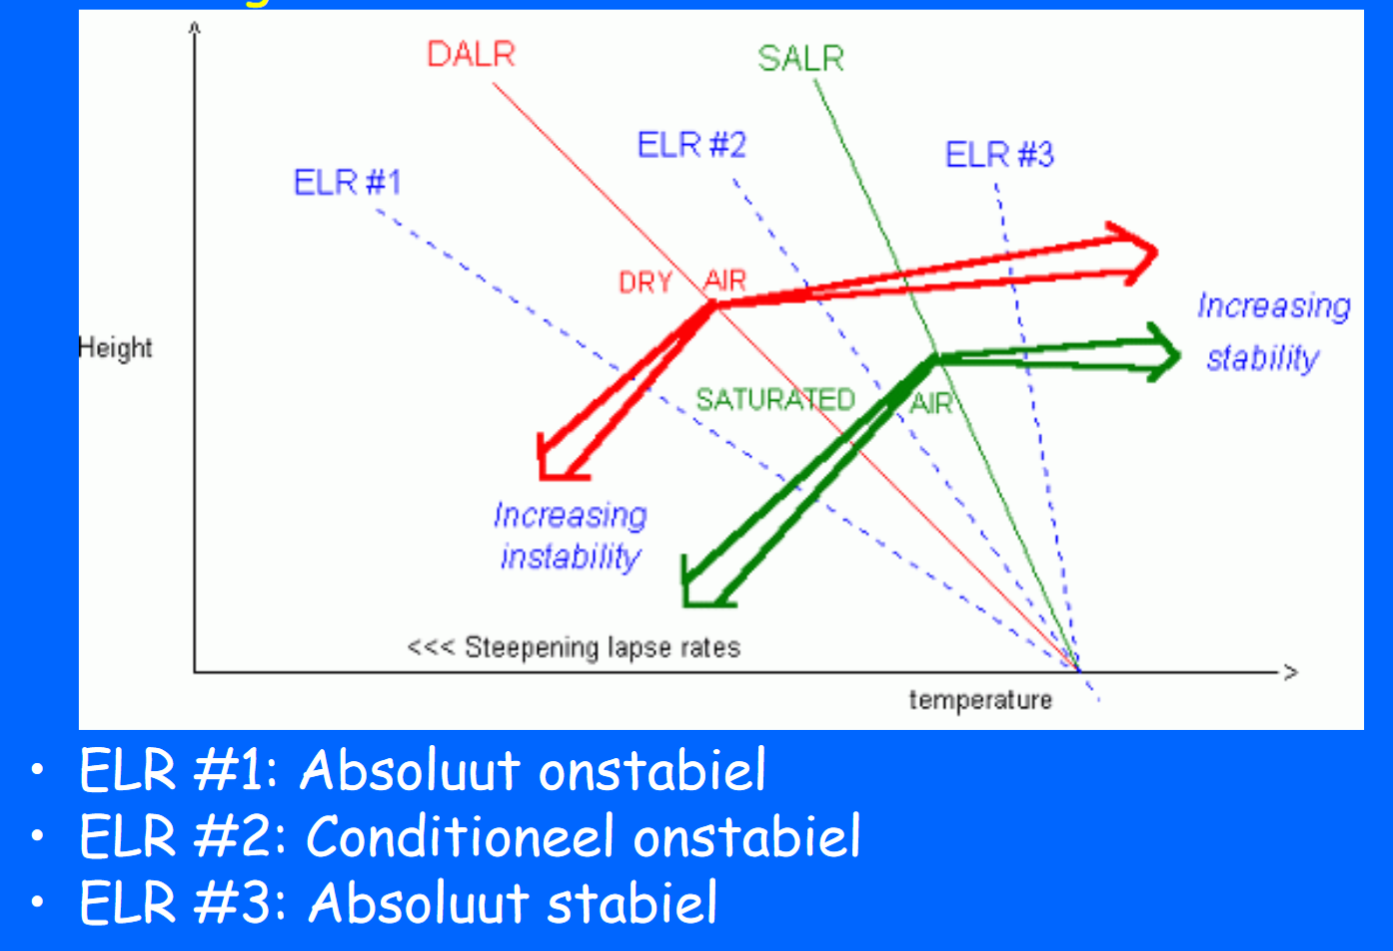 DALR
SALR
ELR #2
ELR #3
ELR #1
DRY AIR
Increasing
stability
Height
SATURATED AIR
Increasing
instability
<<< Steepening lapse rates
temperature
• ELR #1: Absoluut onstabiel
• ELR #2: Conditioneel onstabiel
• ELR #3: Absoluut stabiel